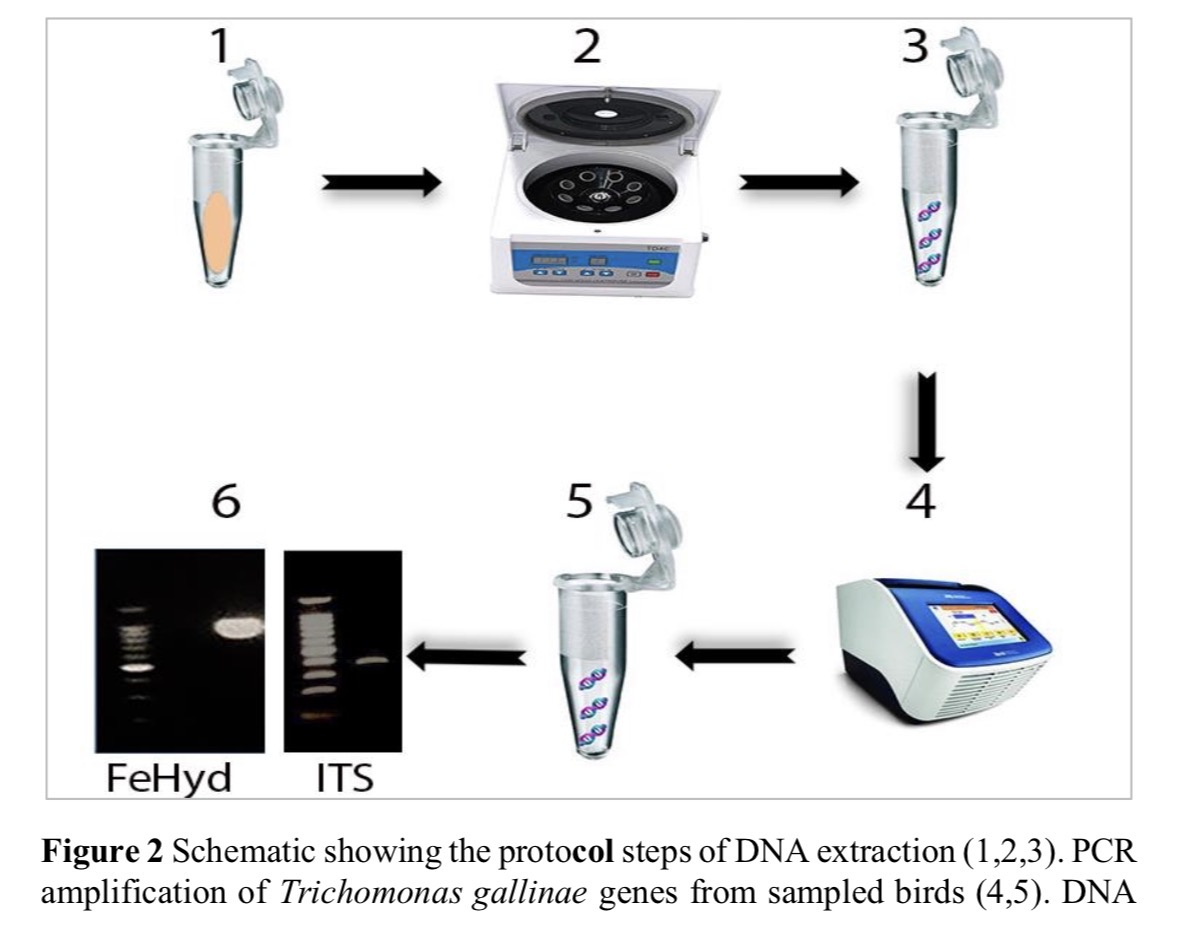 1
2
3
TD4C
4
5
6
FeHyd
ITS
Figure 2 Schematic showing the protocol steps of DNA extraction (1,2,3). PCR
amplification of Trichomonas gallinae genes from sampled birds (4,5). DNA